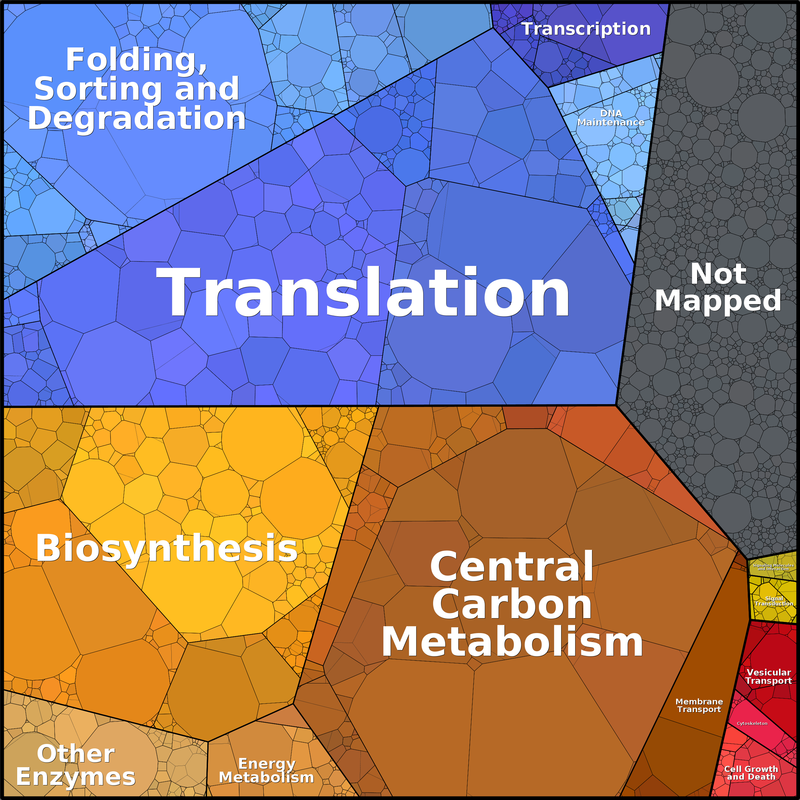 Transcription
Folding,
Sorting and
Degradation
DNA
Maintenance
Translation
Not
Mapped
Biosynthesis
Central
Carbon
Metabolism
Signal
Transduction
Vesicular
Transport
Membrane
Transport
Cytoskeleton
Other
Enzymes
Energy
Metabolism
Cell Growth
and Death